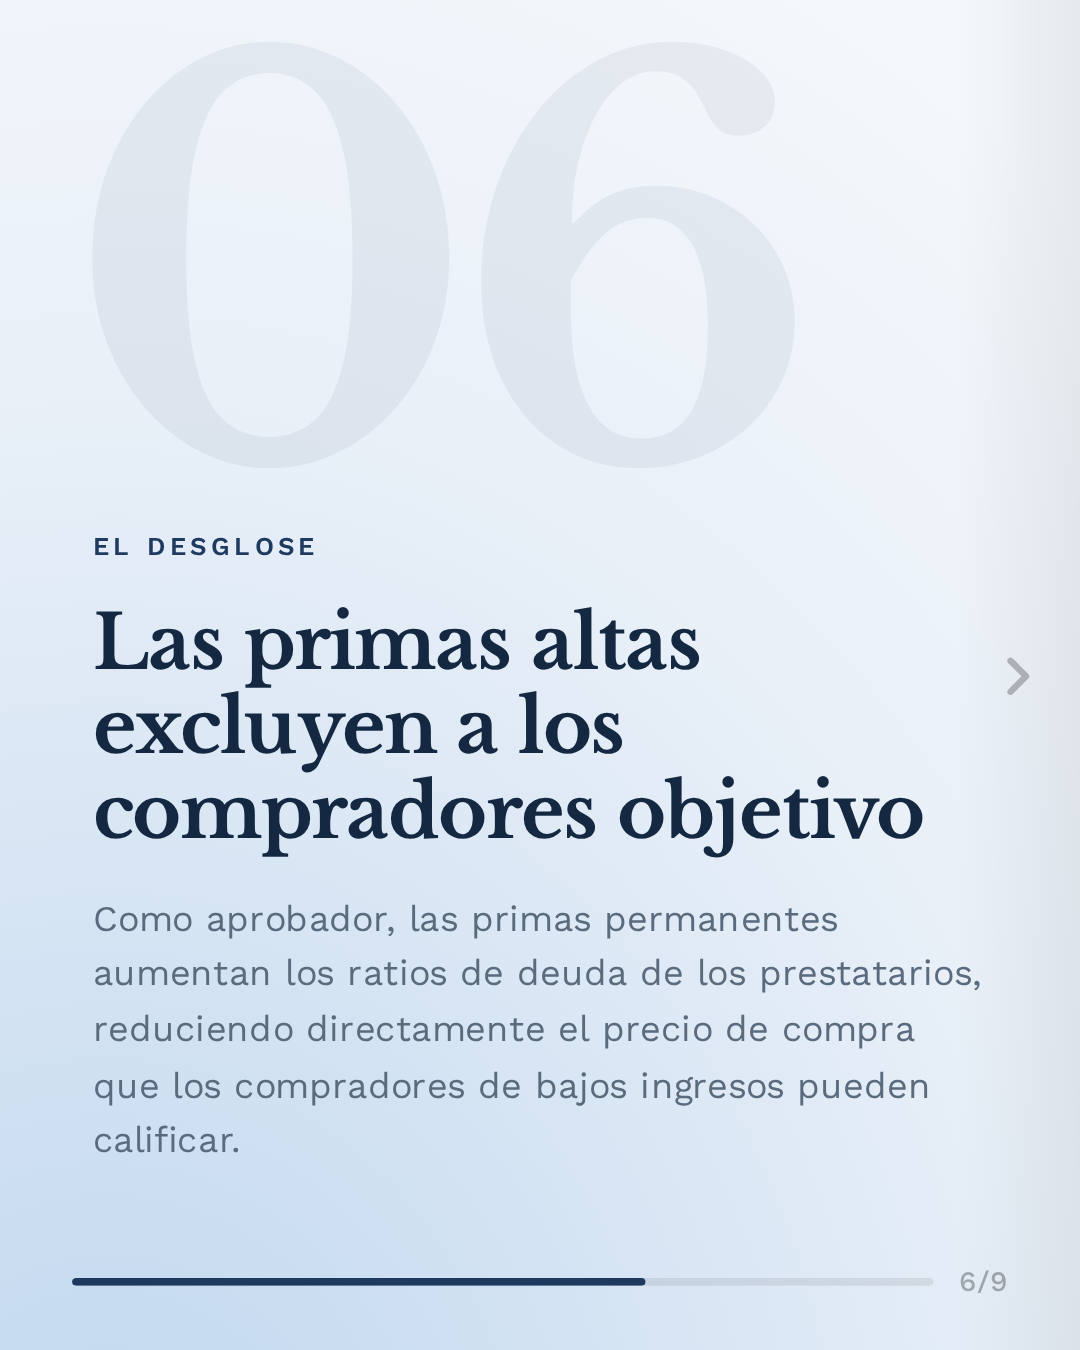 06
EL DESGLOSE
Las primas altas
excluyen a los
compradores objetivo
Como aprobador, las primas permanentes
aumentan los ratios de deuda de los prestatarios,
reduciendo directamente el precio de compra
que los compradores de bajos ingresos pueden
calificar.
6/9